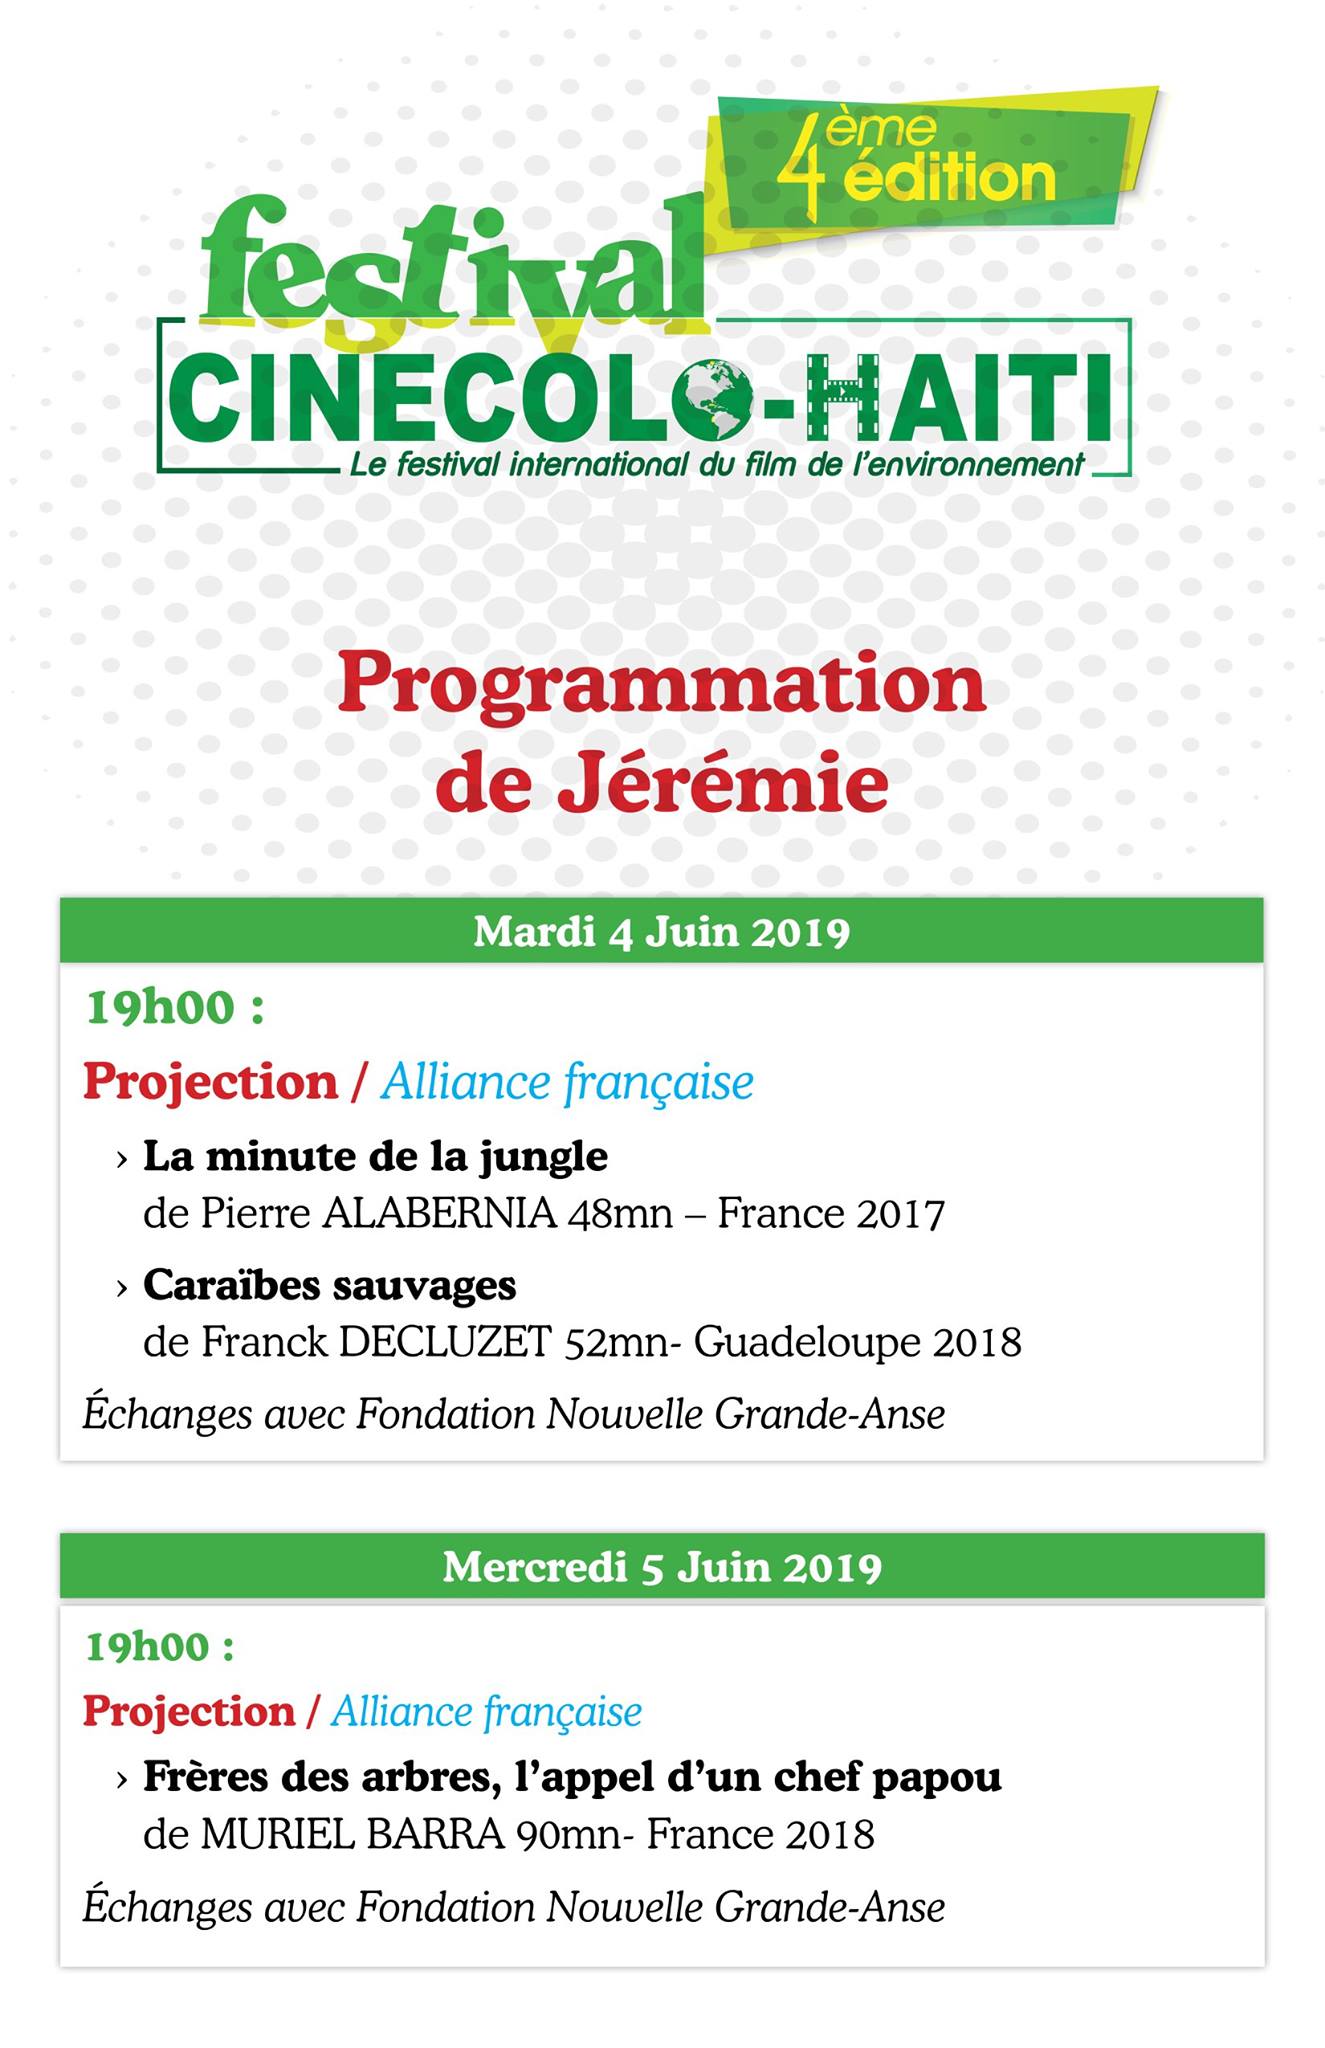 4ème édition
festival
CINECOLO-HAITI
Le festival international du film de l'environnement
Programmation
de Jérémie
Mardi 4 Juin 2019
19h00 :
Projection / Alliance française
› La minute de la jungle
de Pierre ALABERNIA 48mn – France 2017
› Caraïbes sauvages
de Franck DECLUZET 52mn- Guadeloupe 2018
Échanges avec Fondation Nouvelle Grande-Anse
Mercredi 5 Juin 2019
19h00 :
Projection / Alliance française
› Frères des arbres, l’appel d’un chef papou
de MURIEL BARRA 90mn- France 2018
Échanges avec Fondation Nouvelle Grande-Anse